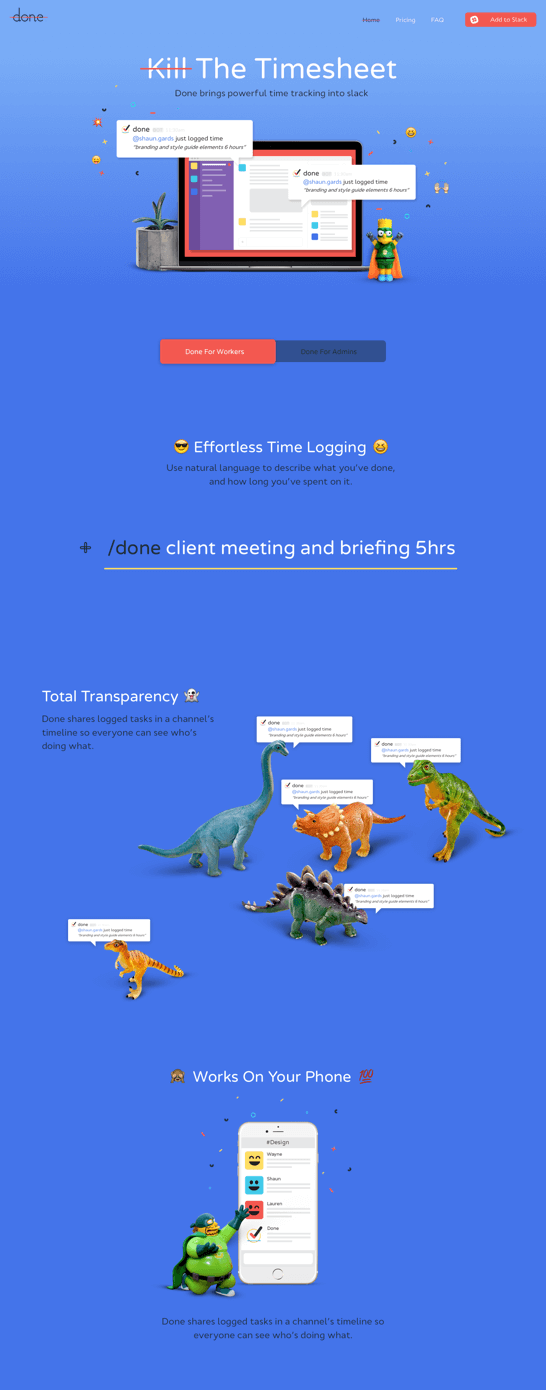 done
Home
Pricing
FAQ
Add to Slack
Kill The Timesheet
Done brings powerful time tracking into slack
done
@shaun.gards just logged time
"branding and style guide elements 6 hours"
done
@shaun.gards just logged time
"branding and style guide elements 6 hours"
Done For Workers
Done For Admins
Effortless Time Logging
Use natural language to describe what you've done,
and how long you've spent on it.
/done client meeting and briefing 5hrs
Total Transparency
Done shares logged tasks in a channel's
timeline so everyone can see who's
doing what.
done
@shaun.gards just logged time
"branding and style guide elements 6 hours"
done
@shaun.gards just logged time
"branding and style guide elements 6 hours"
done
@shaun.gards just logged time
"branding and style guide elements 6 hours"
done
@shaun.gards just logged time
"branding and style guide elements 6 hours"
done
@shaun.gards just logged time
"branding and style guide elements 6 hours"
Works On Your Phone
100
#Design
Wayne
Shaun
Lauren
Done
Done shares logged tasks in a channel's timeline so
everyone can see who's doing what.